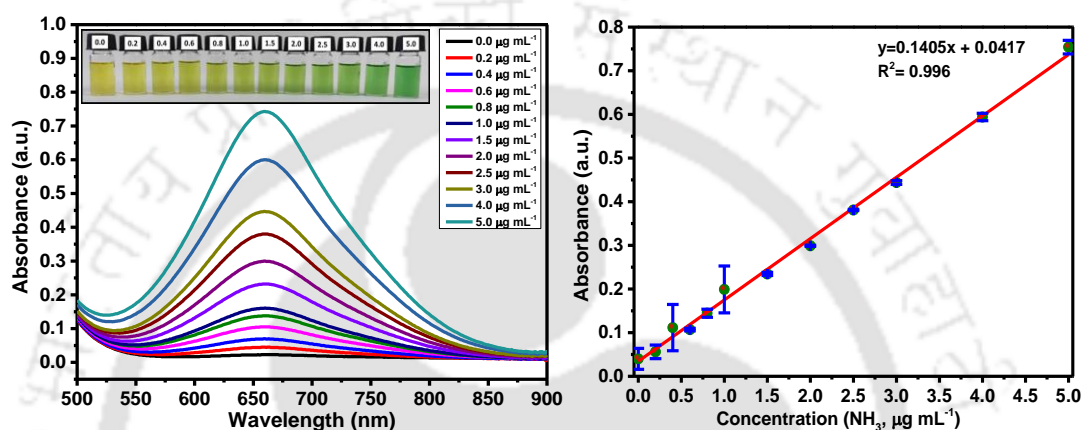 1.0
0.9
0.8
0.7
0.6
0.5
0.4
0.3
0.2
0.1
0.0
Absorbance (a.u.)
500 550 600 650 700 750 800 850 900
Wavelength (nm)
0.0 0.2 0.4 0.6 0.8 1.0 1.5 2.0 2.5 3.0 4.0 5.0
0.0 µg mL⁻¹
0.2 µg mL⁻¹
0.4 µg mL⁻¹
0.6 µg mL⁻¹
0.8 µg mL⁻¹
1.0 µg mL⁻¹
1.5 µg mL⁻¹
2.0 µg mL⁻¹
2.5 µg mL⁻¹
3.0 µg mL⁻¹
4.0 µg mL⁻¹
5.0 µg mL⁻¹
0.8
0.7
0.6
0.5
0.4
0.3
0.2
0.1
0.0
Absorbance (a.u.)
y=0.1405x + 0.0417
R²= 0.996
0.0 0.5 1.0 1.5 2.0 2.5 3.0 3.5 4.0 4.5 5.0
Concentration (NH₃, µg mL⁻¹)